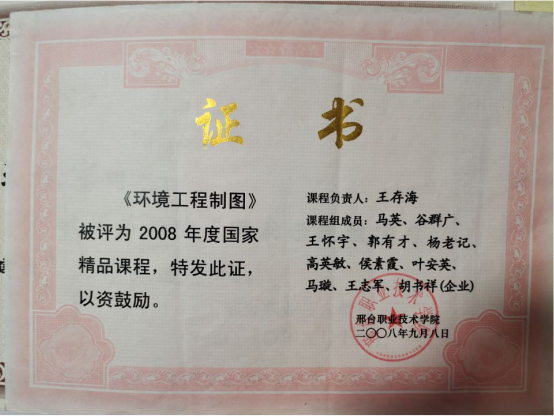 证 书
《环境工程制图》
被评为 2008 年度国家
精品课程，特发此证，
以资鼓励。
课程负责人：王存海
课程组成员：马英、谷群广、
王怀宇、郭有才、杨老记、
高英敏、侯素霞、叶安英、
马璇、王志军、胡书祥(企业)
邢台职业技术学院
二〇〇八年九月八日